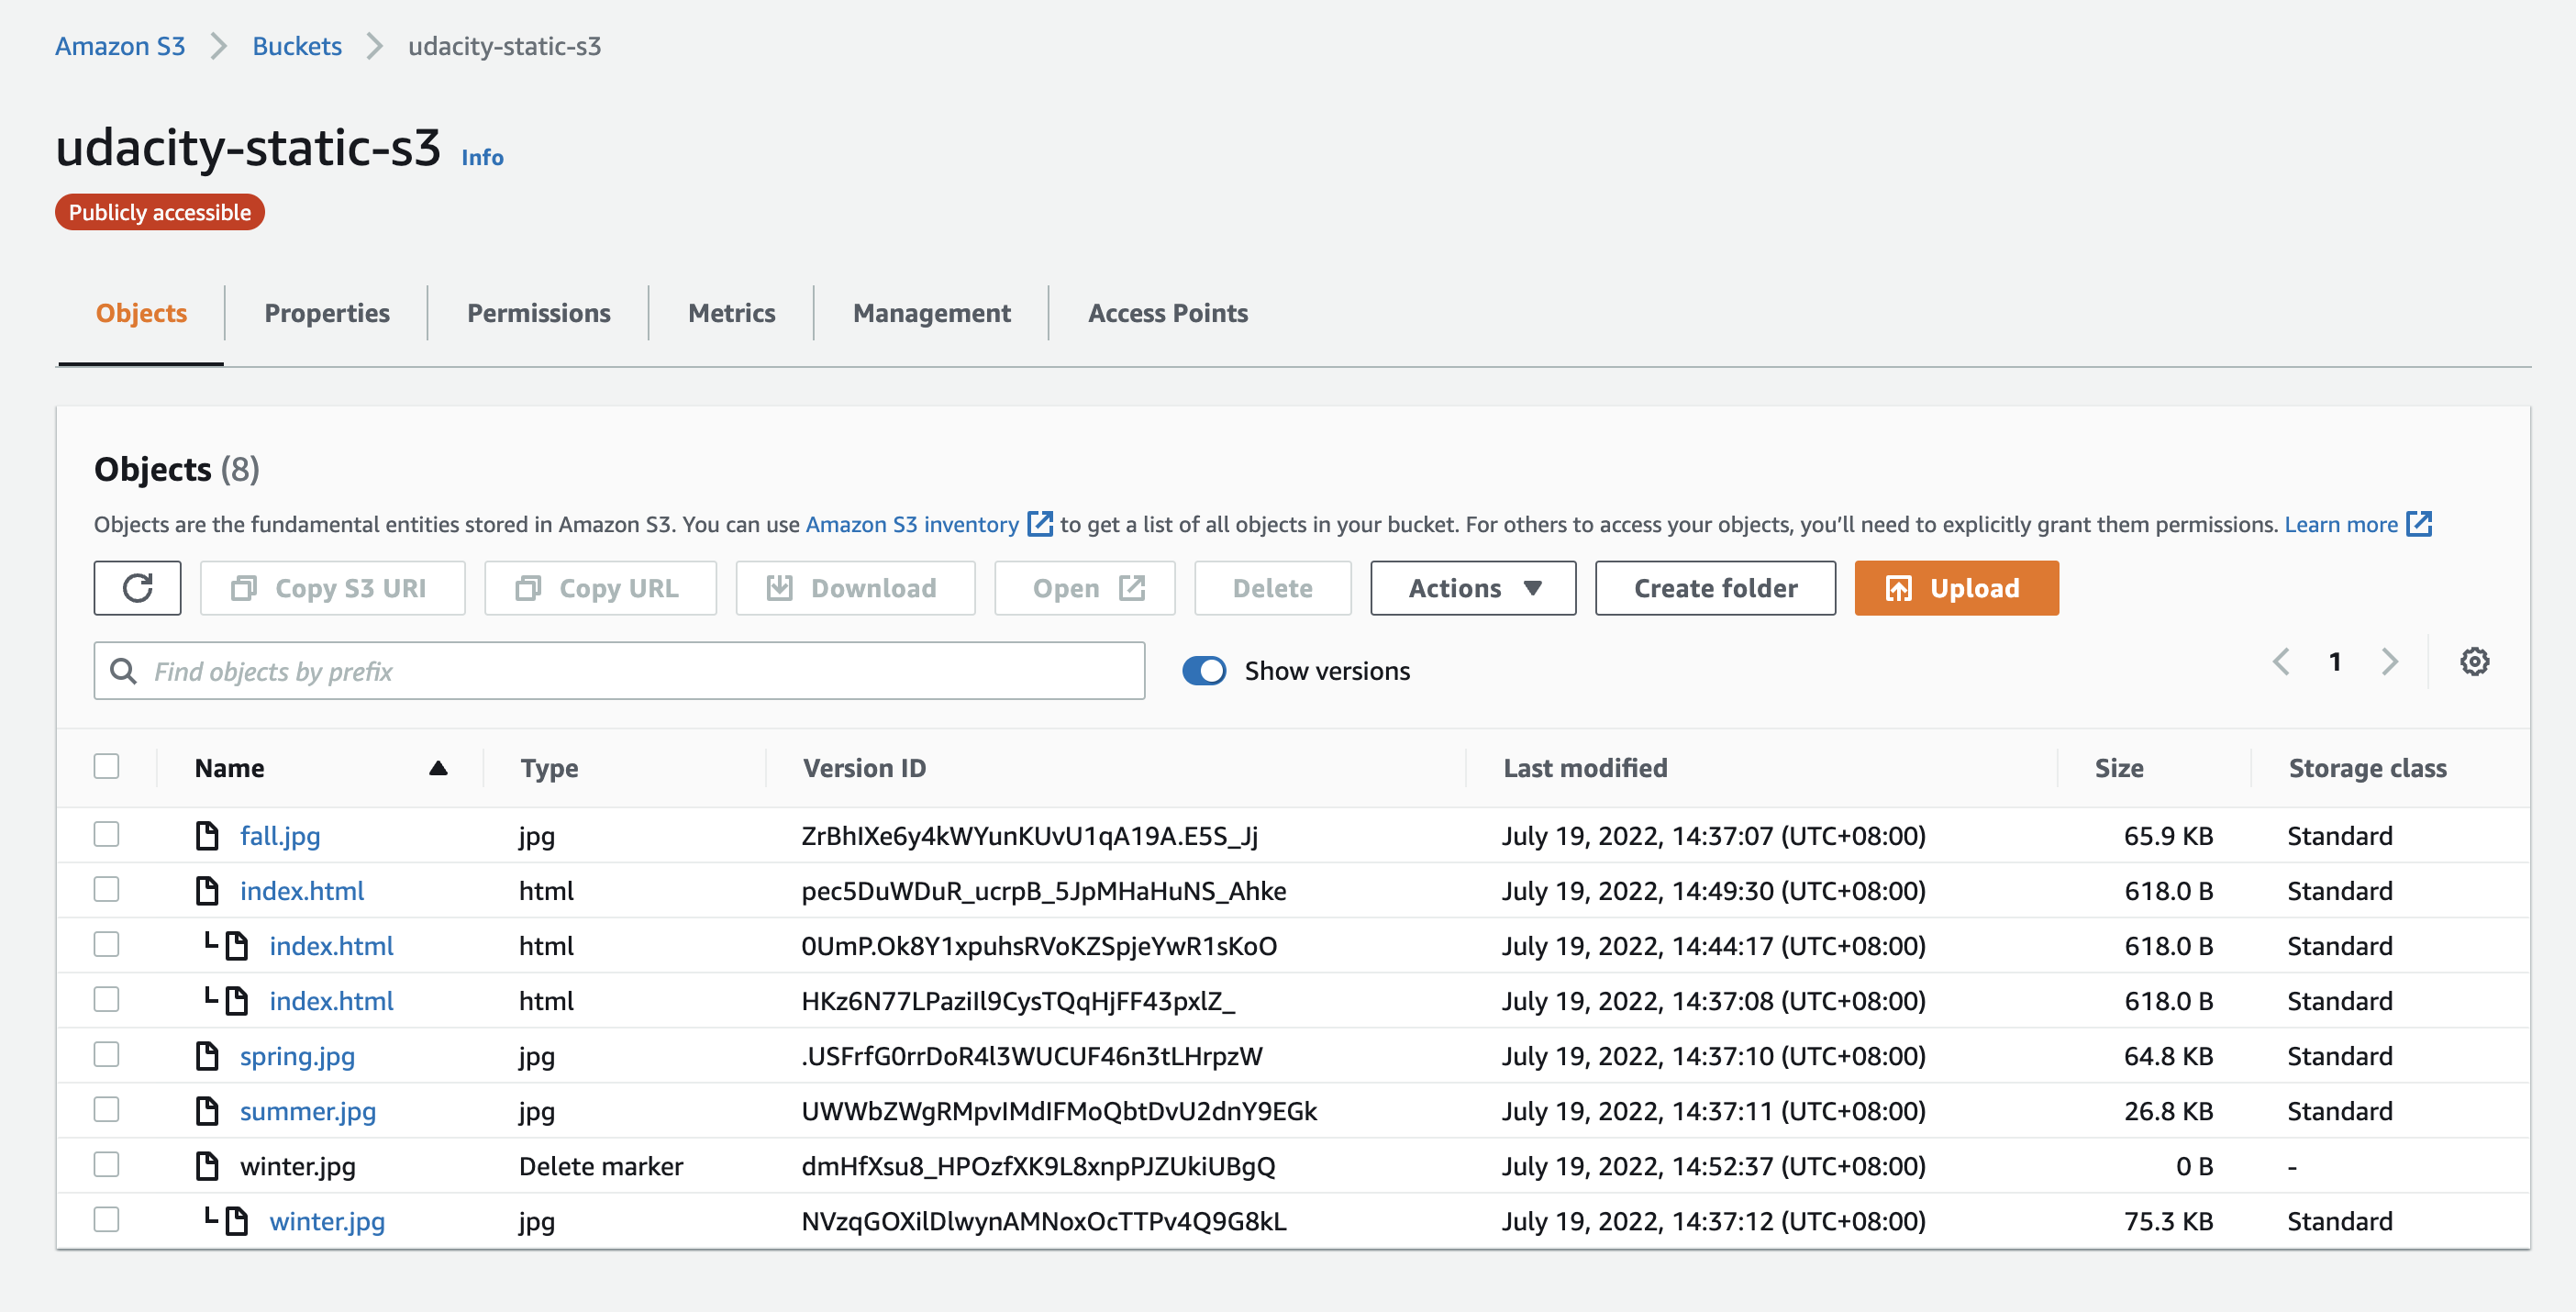 Amazon S3 > Buckets > udacity-static-s3
udacity-static-s3 Info
Publicly accessible
Objects Properties Permissions Metrics Management Access Points
Objects (8)
Objects are the fundamental entities stored in Amazon S3. You can use Amazon S3 inventory to get a list of all objects in your bucket. For others to access your objects, you’ll need to explicitly grant them permissions. Learn more
Copy S3 URI Copy URL Download Open Delete Actions Create folder Upload
Find objects by prefix Show versions 1
Name Type Version ID Last modified Size Storage class
fall.jpg jpg ZrBhIXe6y4kWYunKUvU1qA19A.E5S_Jj July 19, 2022, 14:37:07 (UTC+08:00) 65.9 KB Standard
index.html html pec5DuWDuR_ucrpB_5JpMHaHuNS_Ahke July 19, 2022, 14:49:30 (UTC+08:00) 618.0 B Standard
index.html html 0UmP.Ok8Y1xpuhsRVoKZSpjeYwR1sKoO July 19, 2022, 14:44:17 (UTC+08:00) 618.0 B Standard
index.html html HKz6N77LPaziIl9CysTQqHjFF43pxlZ_ July 19, 2022, 14:37:08 (UTC+08:00) 618.0 B Standard
spring.jpg jpg .USFrfG0rrDoR4l3WUCUF46n3tLHrpzW July 19, 2022, 14:37:10 (UTC+08:00) 64.8 KB Standard
summer.jpg jpg UWWbZWgRMpvIMdIFMoQbtDvU2dnY9EGk July 19, 2022, 14:37:11 (UTC+08:00) 26.8 KB Standard
winter.jpg Delete marker dmHfXsu8_HPOzfXK9L8xnpPJZUkiUBgQ July 19, 2022, 14:52:37 (UTC+08:00) 0 B -
winter.jpg jpg NVzqGOXilDlwynAMNoxOcTTPv4Q9G8kL July 19, 2022, 14:37:12 (UTC+08:00) 75.3 KB Standard